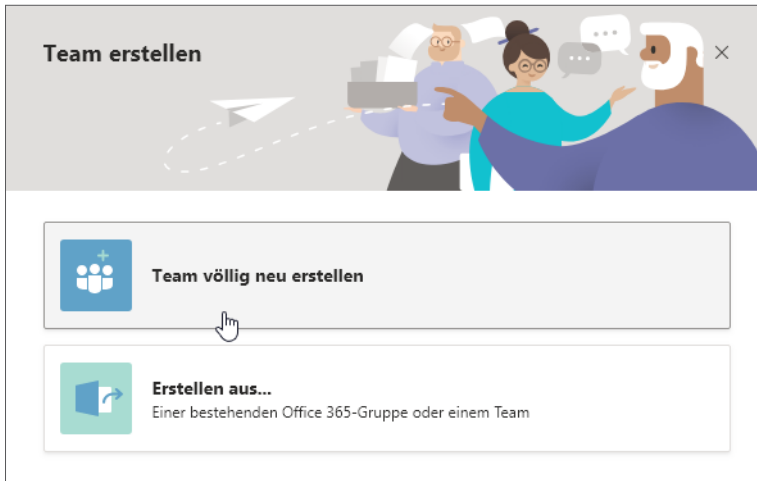 Team erstellen
Team völlig neu erstellen
Erstellen aus...
Einer bestehenden Office 365-Gruppe oder einem Team